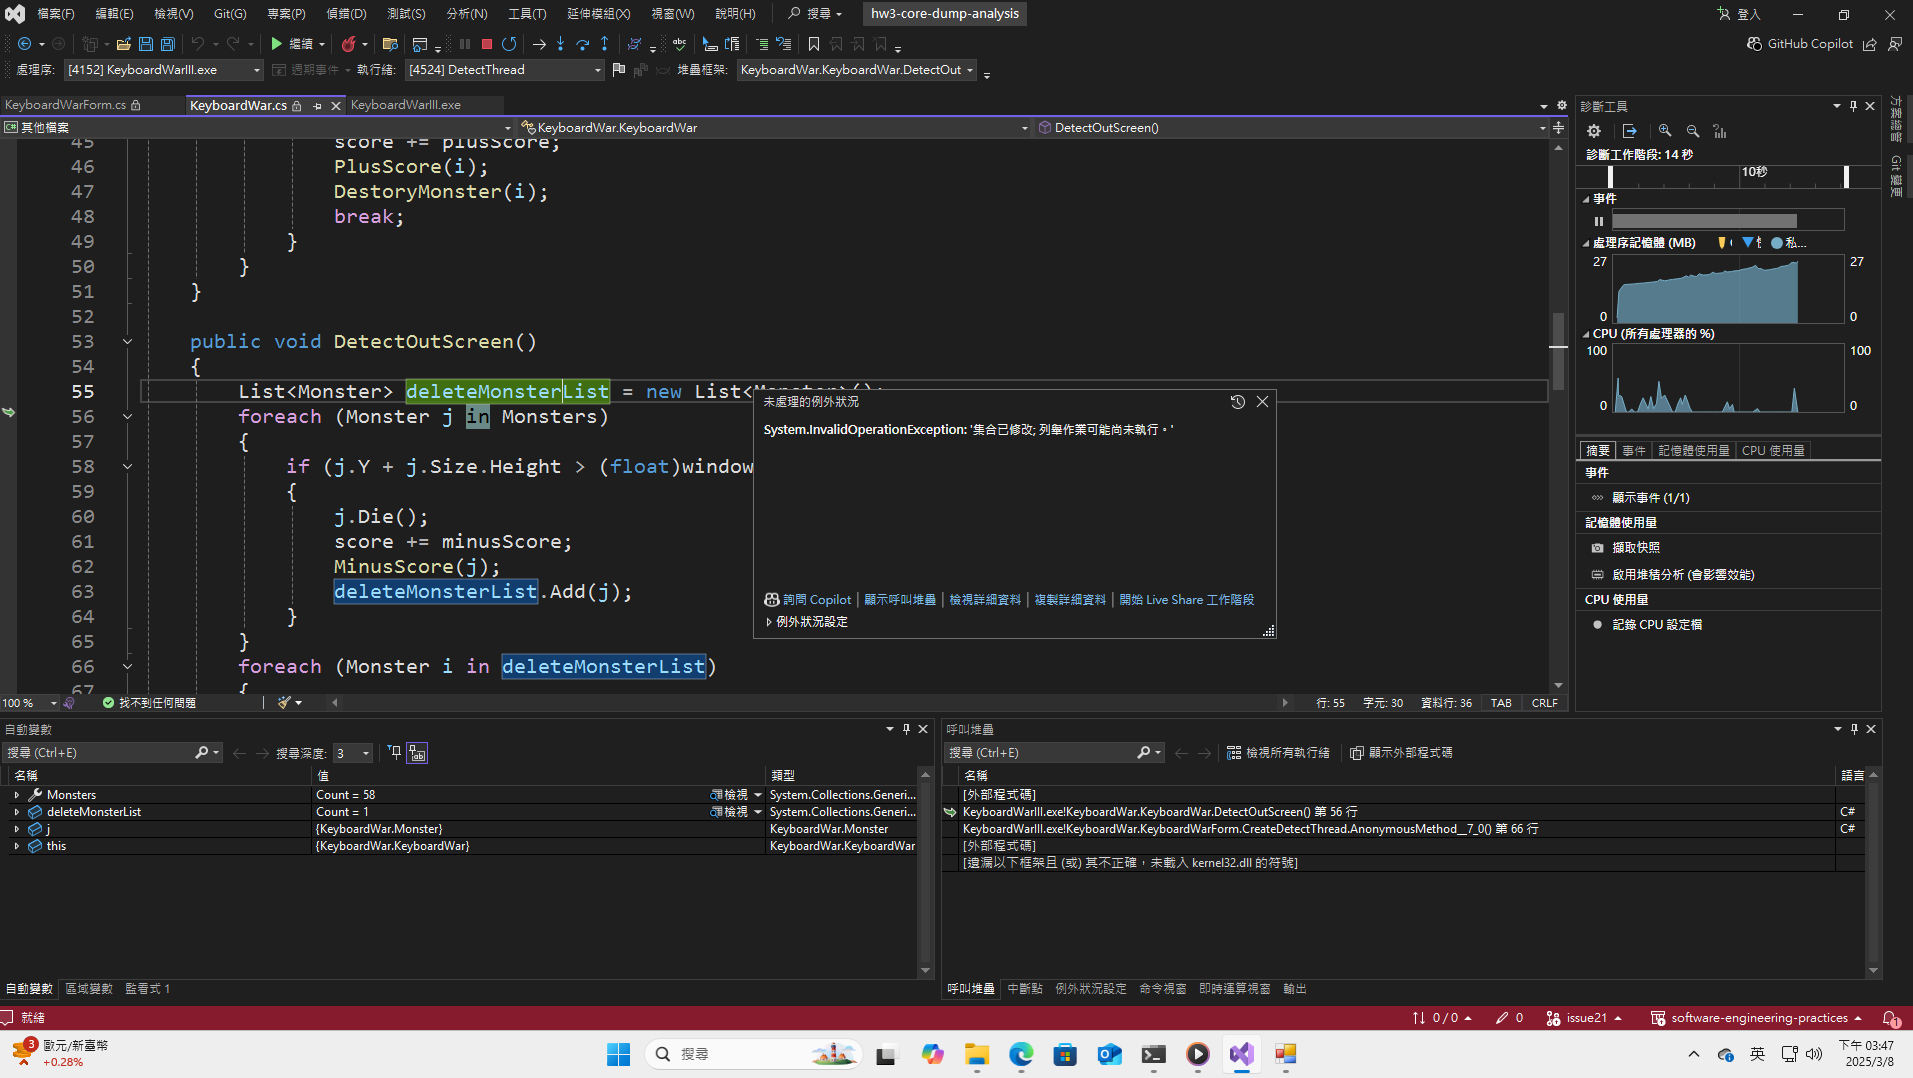 檔案(F) 編輯(E) 檢視(V) Git(G) 專案(P) 偵錯(D) 測試(S) 分析(N) 工具(T) 延伸模組(X) 視窗(W) 說明(H) 搜尋 hw3-core-dump-analysis 登入
繼續 GitHub Copilot
處理序: [4152] KeyboardWarIII.exe 週期事件 執行緒: [4524] DetectThread 堆疊框架: KeyboardWar.KeyboardWar.DetectOut
KeyboardWarForm.cs KeyboardWar.cs KeyboardWarIII.exe
其他檔案 KeyboardWar.KeyboardWar DetectOutScreen()
45 score += plusScore;
46 PlusScore(i);
47 DestoryMonster(i);
48 break;
49 }
50 }
51 }
52
53 public void DetectOutScreen()
54 {
55 List<Monster> deleteMonsterList = new List<Monster>();
56 foreach (Monster j in Monsters)
57 {
58 if (j.Y + j.Size.Height > (float)window
59 {
60 j.Die();
61 score += minusScore;
62 MinusScore(j);
63 deleteMonsterList.Add(j);
64 }
65 }
66 foreach (Monster i in deleteMonsterList)
67 {
未處理的例外狀況
System.InvalidOperationException: '集合已修改; 列舉作業可能尚未執行。'
詢問 Copilot | 顯示呼叫堆疊 | 檢視詳細資料 | 複製詳細資料 | 開始 Live Share 工作階段
例外狀況設定
100 % 找不到任何問題 行: 55 字元: 30 資料行: 36 TAB CRLF
診斷工具
診斷工作階段: 14 秒
10秒
事件
處理序記憶體 (MB) 私...
27 27
0 0
CPU (所有處理器的 %)
100 100
0 0
摘要 事件 記憶體使用量 CPU 使用量
事件
顯示事件 (1/1)
記憶體使用量
擷取快照
啟用堆積分析 (會影響效能)
CPU 使用量
記錄 CPU 設定檔
方案總管
Git 變更
自動變數
搜尋 (Ctrl+E) 搜尋深度: 3
名稱 值 類型
Monsters Count = 58 檢視 System.Collections.Generi...
deleteMonsterList Count = 1 檢視 System.Collections.Generi...
j {KeyboardWar.Monster} KeyboardWar.Monster
this {KeyboardWar.KeyboardWar} KeyboardWar.KeyboardWar
自動變數 區域變數 監看式 1
呼叫堆疊
搜尋 (Ctrl+E) 檢視所有執行緒 顯示外部程式碼
名稱 語言
[外部程式碼]
KeyboardWarIII.exe!KeyboardWar.KeyboardWar.DetectOutScreen() 第 56 行 C#
KeyboardWarIII.exe!KeyboardWar.KeyboardWarForm.CreateDetectThread.AnonymousMethod__7_0() 第 66 行 C#
[外部程式碼]
[遺漏以下框架且 (或) 其不正確，未載入 kernel32.dll 的符號]
呼叫堆疊 中斷點 例外狀況設定 命令視窗 即時運算視窗 輸出
就緒 0 / 0 0 issue21 software-engineering-practices 1
3 歐元/新臺幣
+0.28%
搜尋
英
下午 03:47
2025/3/8